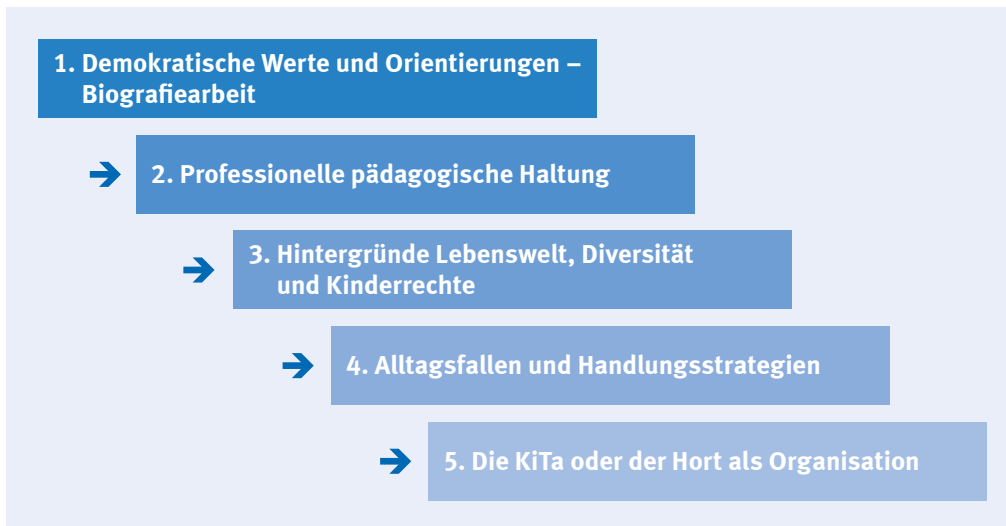 1. Demokratische Werte und Orientierungen –
Biografiearbeit
2. Professionelle pädagogische Haltung
3. Hintergründe Lebenswelt, Diversität
und Kinderrechte
4. Alltagsfallen und Handlungsstrategien
5. Die KiTa oder der Hort als Organisation